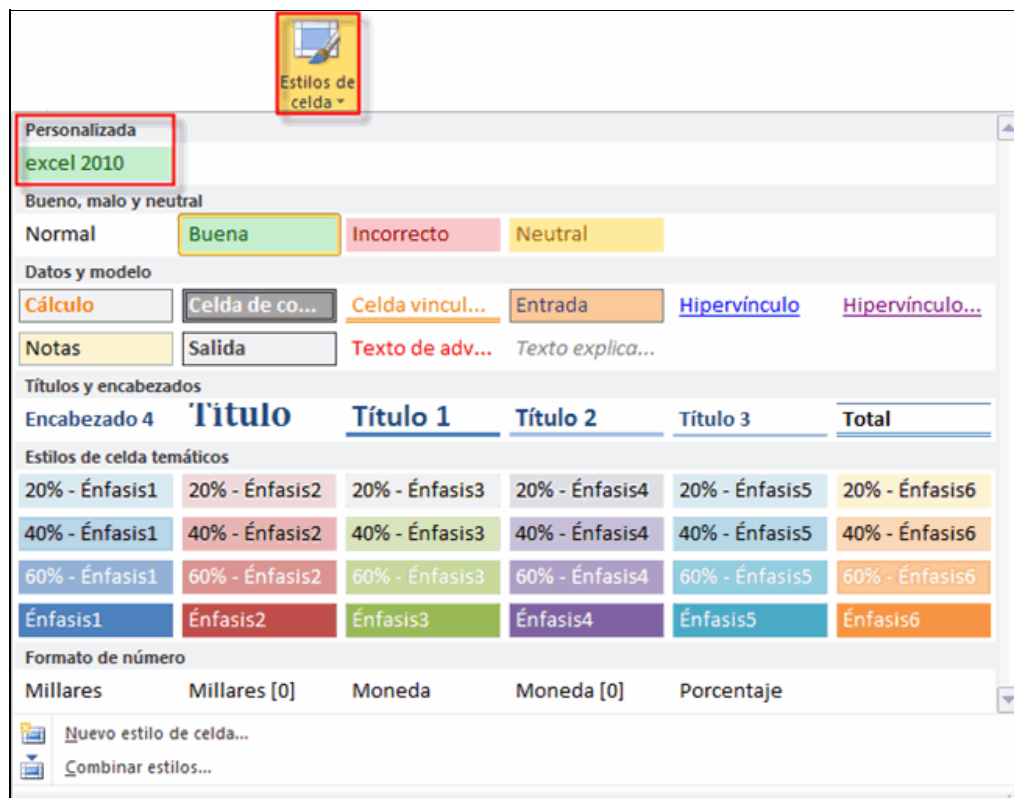 Estilos de
celda
Personalizada
excel 2010
Bueno, malo y neutral
Normal Buena Incorrecto Neutral
Datos y modelo
Cálculo Celda de co... Celda vincul... Entrada Hipervínculo Hipervínculo...
Notas Salida Texto de adv... Texto explica...
Títulos y encabezados
Encabezado 4 Título Título 1 Título 2 Título 3 Total
Estilos de celda temáticos
20% - Énfasis1 20% - Énfasis2 20% - Énfasis3 20% - Énfasis4 20% - Énfasis5 20% - Énfasis6
40% - Énfasis1 40% - Énfasis2 40% - Énfasis3 40% - Énfasis4 40% - Énfasis5 40% - Énfasis6
60% - Énfasis1 60% - Énfasis2 60% - Énfasis3 60% - Énfasis4 60% - Énfasis5 60% - Énfasis6
Énfasis1 Énfasis2 Énfasis3 Énfasis4 Énfasis5 Énfasis6
Formato de número
Millares Millares [0] Moneda Moneda [0] Porcentaje
Nuevo estilo de celda...
Combinar estilos...